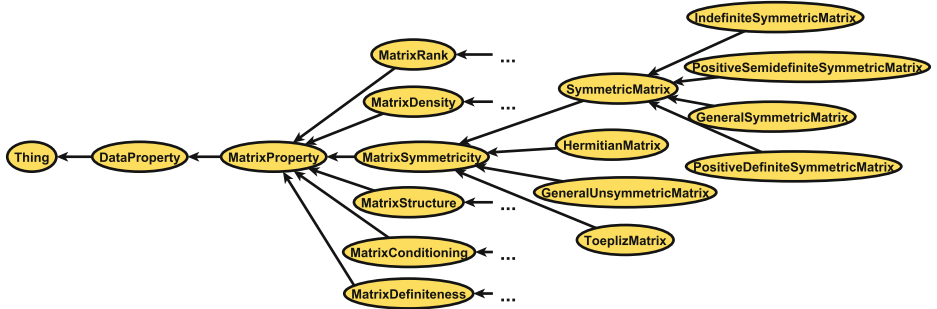 IndefiniteSymmetricMatrix
MatrixRank
...
PositiveSemidefiniteSymmetricMatrix
SymmetricMatrix
MatrixDensity
...
GeneralSymmetricMatrix
HermitianMatrix
Thing
DataProperty
MatrixProperty
MatrixSymmetricity
PositiveDefiniteSymmetricMatrix
GeneralUnsymmetricMatrix
MatrixStructure
...
ToeplizMatrix
MatrixConditioning
...
MatrixDefiniteness
...